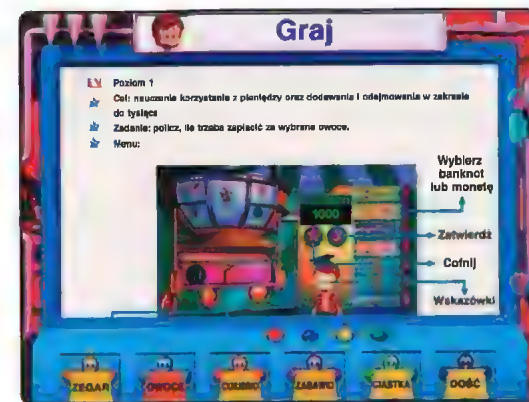 Graj
Poziom 1
Cel: nauczenie korzystania z pieniędzy oraz dodawania i odejmowania w zakresie
do tysiąca
Zadanie: policz, ile trzeba zapłacić za wybrane owoce.
Menu:
Wybierz
banknot
lub monetę
1000
Zatwierdź
Cofnij
Wskazówki
ZEGAR
OWOCE
CIASTKA
DOŚĆ